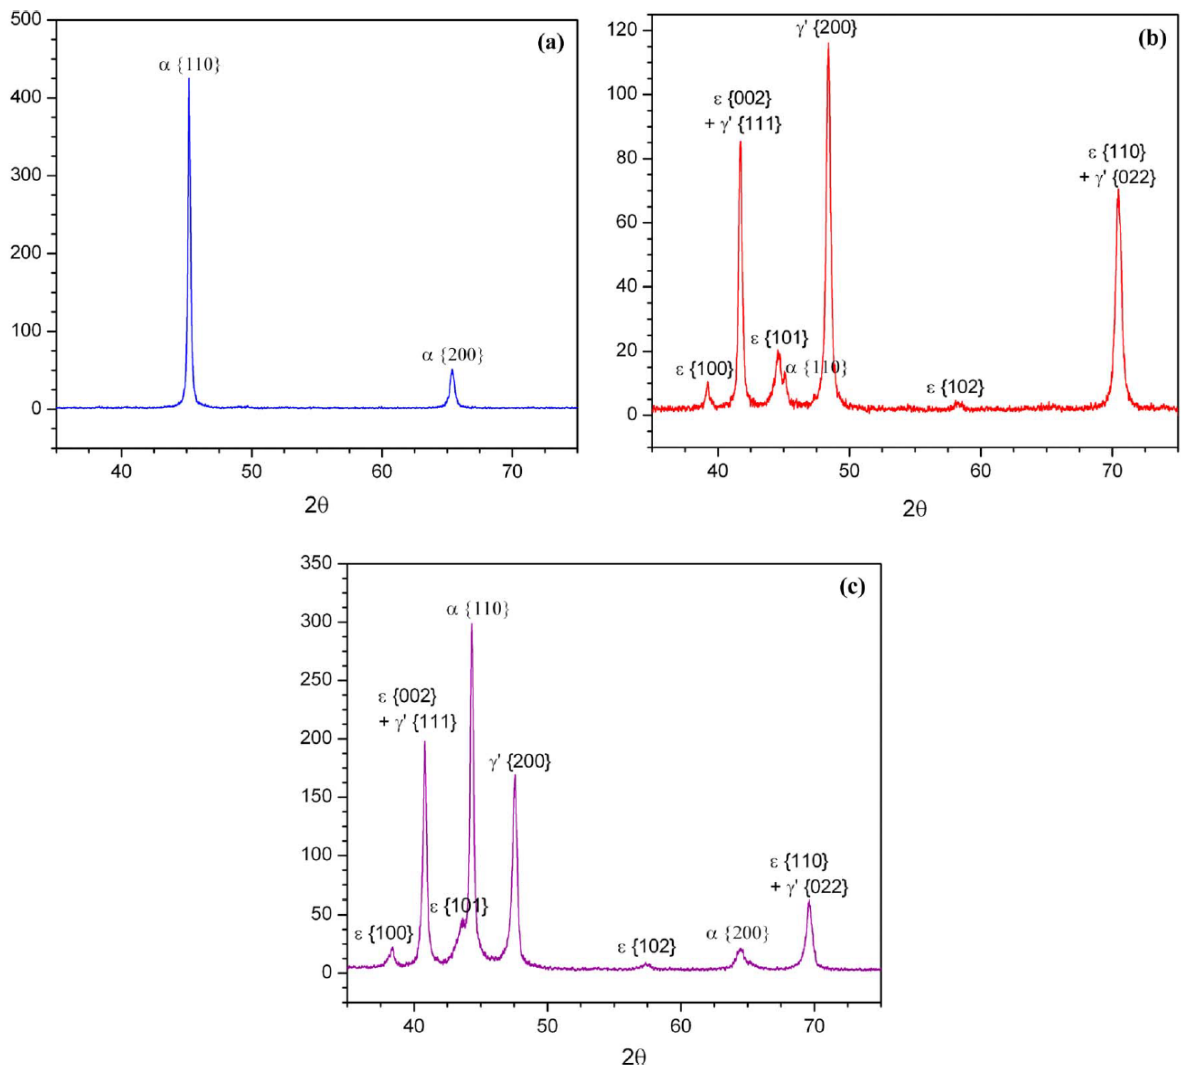 500
400
300
200
100
0
(a)
α {110}
α {200}
40
50
60
70
2θ
120
100
80
60
40
20
0
(b)
γ' {200}
ε {002}
+ γ' {111}
ε {110}
+ γ' {022}
ε {101}
ε {100}
α {110}
ε {102}
40
50
60
70
2θ
350
300
250
200
150
100
50
0
(c)
α {110}
ε {002}
+ γ' {111}
γ' {200}
ε {110}
+ γ' {022}
ε {101}
ε {100}
α {200}
ε {102}
40
50
60
70
2θ